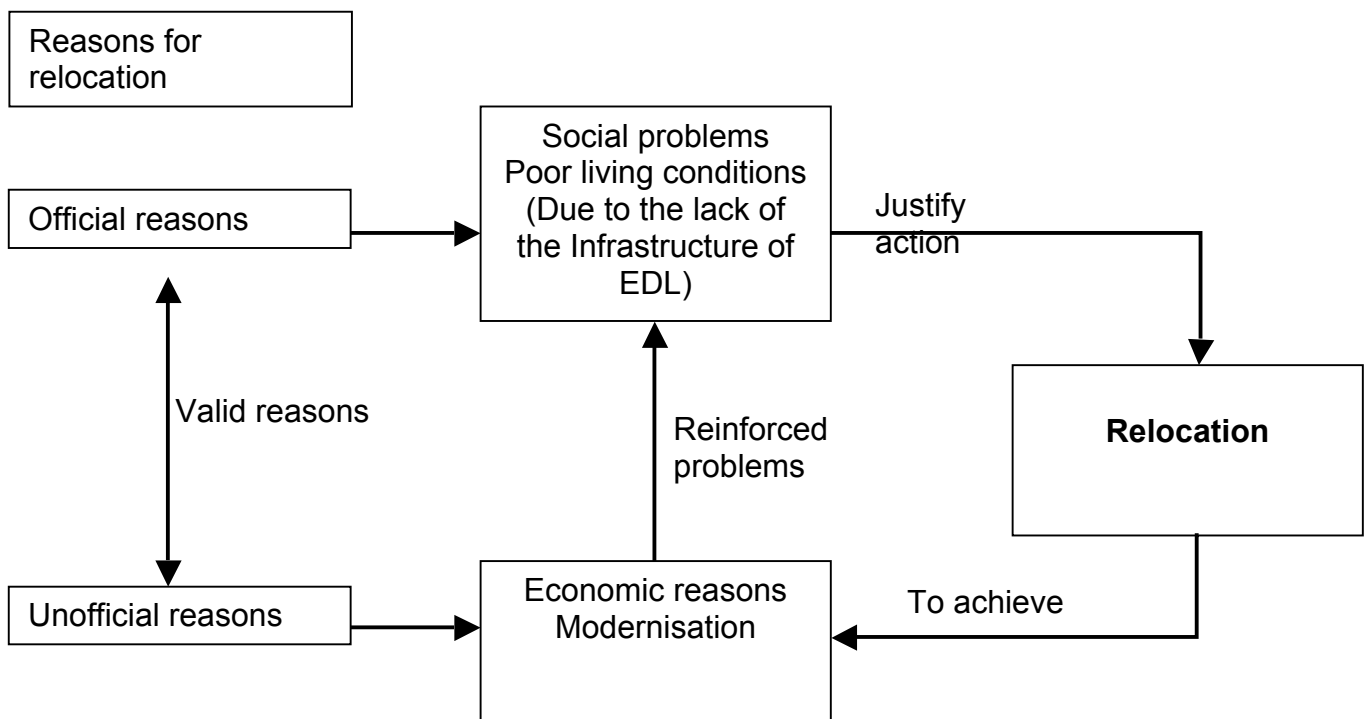 Reasons for
relocation
Social problems
Poor living conditions
(Due to the lack of
the Infrastructure of
EDL)
Official reasons
Justify
action
Valid reasons
Reinforced
problems
Relocation
Unofficial reasons
Economic reasons
Modernisation
To achieve